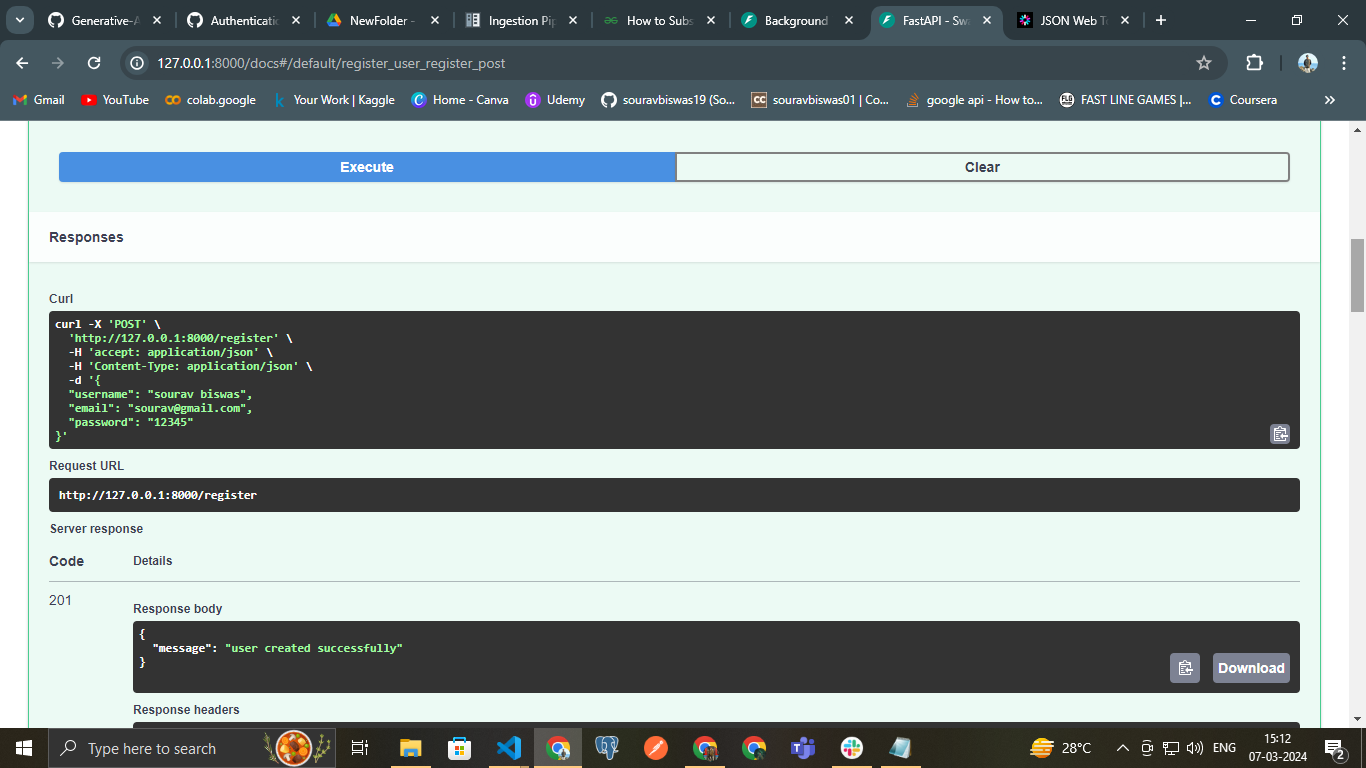 Generative-A
Authenticatio
NewFolder -
Ingestion Pip
How to Subs
Background
FastAPI - Swa
JSON Web To
127.0.0.1:8000/docs#/default/register_user_register_post
Gmail
YouTube
colab.google
Your Work | Kaggle
Home - Canva
Udemy
souravbiswas19 (So...
souravbiswas01 | Co...
google api - How to...
FAST LINE GAMES |...
Coursera
Execute
Clear
Responses
Curl
curl -X 'POST' \
'http://127.0.0.1:8000/register' \
-H 'accept: application/json' \
-H 'Content-Type: application/json' \
-d '{
"username": "sourav biswas",
"email": "sourav@gmail.com",
"password": "12345"
}'
Request URL
http://127.0.0.1:8000/register
Server response
Code
Details
201
Response body
{
"message": "user created successfully"
}
Download
Response headers
Type here to search
28°C
ENG
15:12
07-03-2024
2